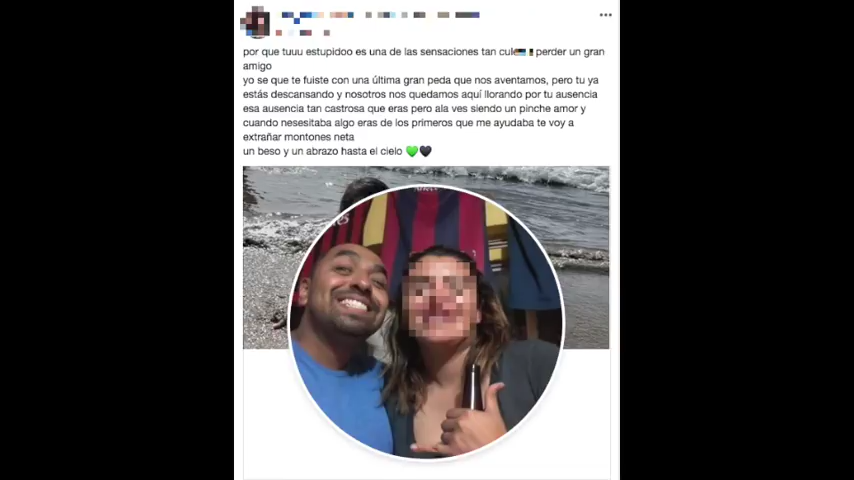 por que tuuu estupidoo es una de las sensaciones tan perder un gran
amigo
yo se que te fuiste con una última gran peda que nos aventamos, pero tu ya
estás descansando y nosotros nos quedamos aquí llorando por tu ausencia
esa ausencia tan castrosa que eras pero ala ves siendo un pinche amor y
cuando nesesitaba algo eras de los primeros que me ayudaba te voy a
extrañar montones neta
un beso y un abrazo hasta el cielo 💚🖤